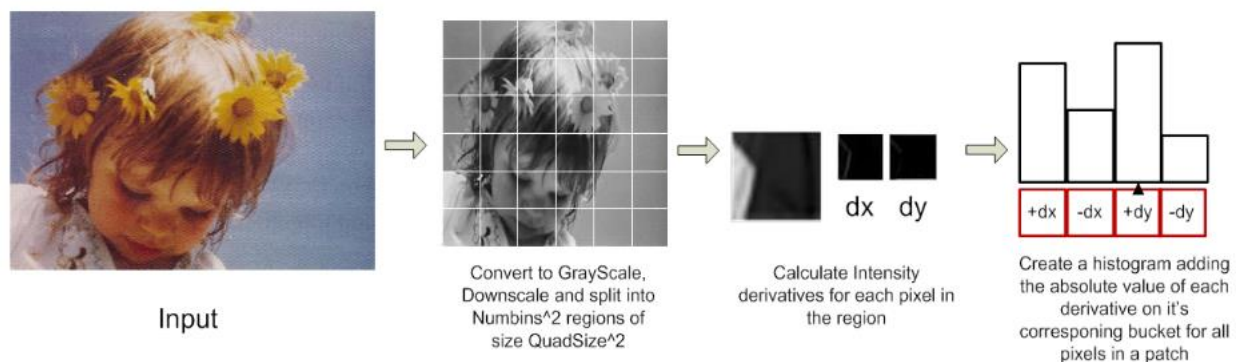 Input
Convert to GrayScale,
Downscale and split into
Numbins^2 regions of
size QuadSize^2
dx dy
Calculate Intensity
derivatives for each pixel in
the region
+dx -dx +dy -dy
Create a histogram adding
the absolute value of each
derivative on it's
corresponing bucket for all
pixels in a patch